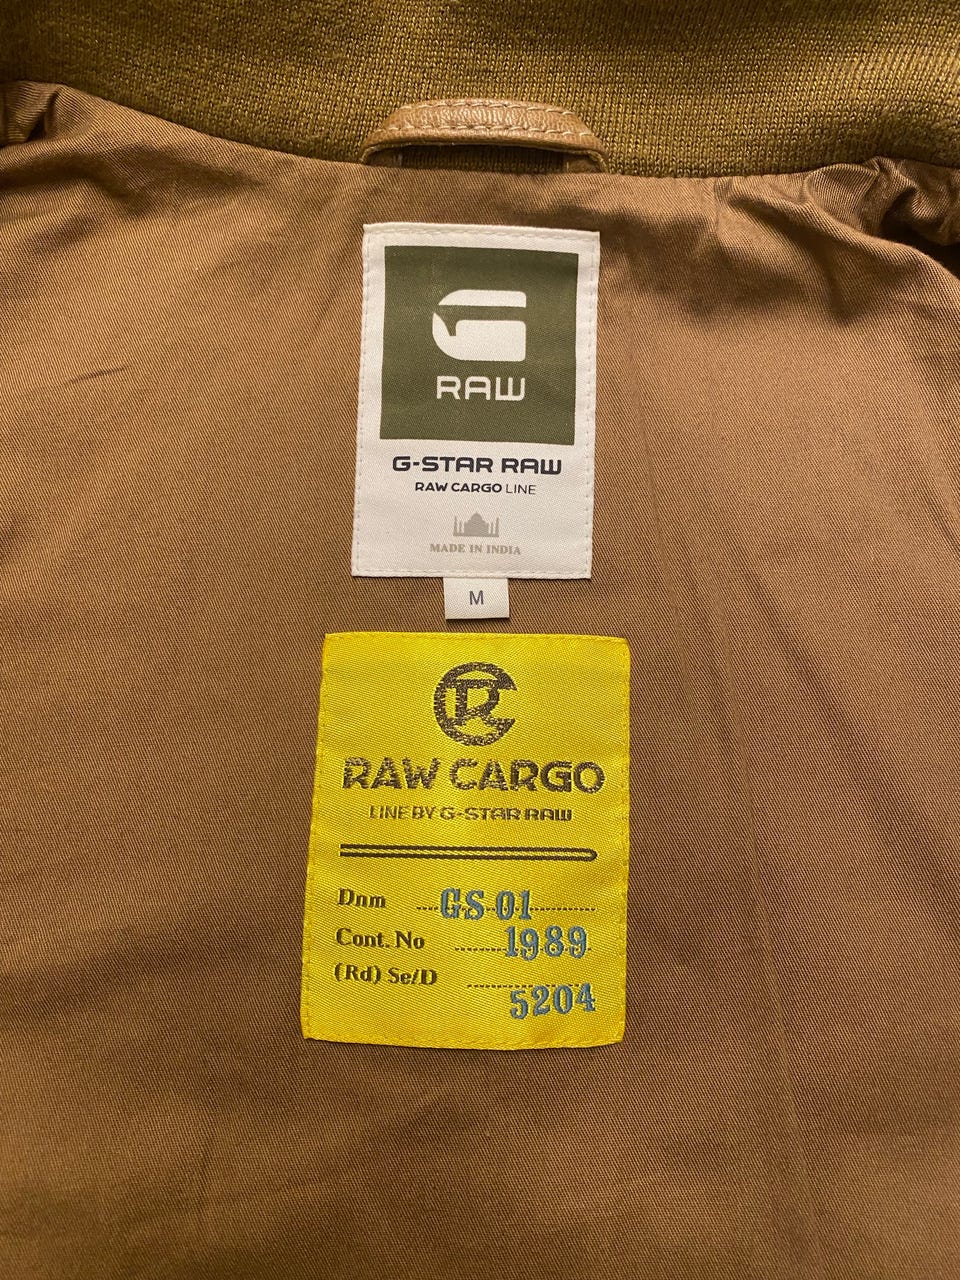 G
RAW
G-STAR RAW
RAW CARGO LINE
MADE IN INDIA
M
RC
RAW CARGO
LINE BY G-STAR RAW
Dnm GS-01
Cont. No 1989
(Rd) Se/D 5204